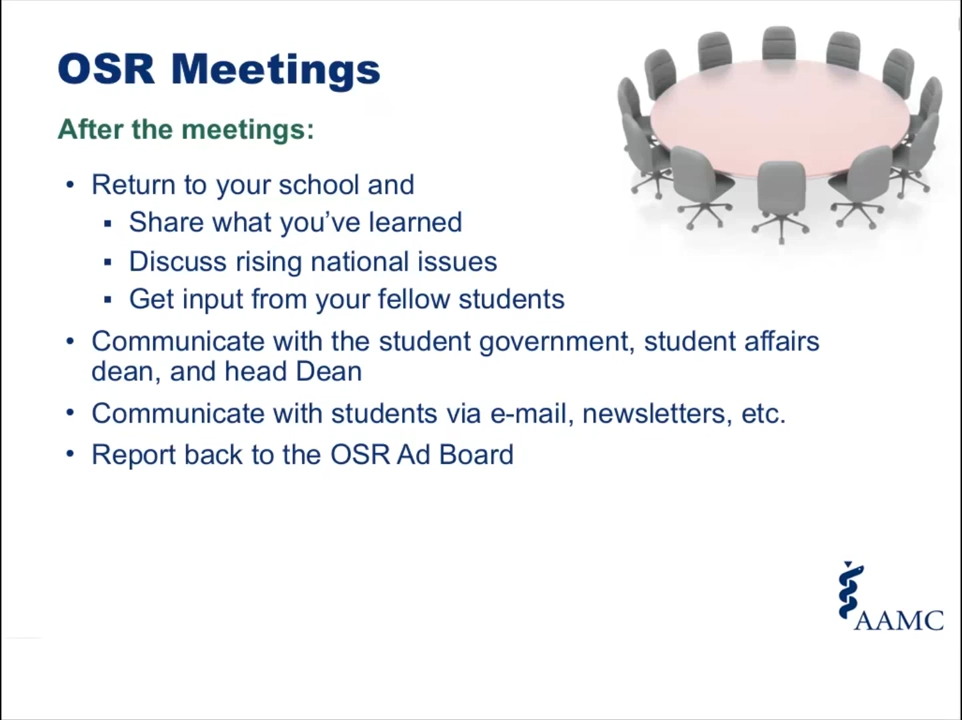 OSR Meetings
After the meetings:
• Return to your school and
▪ Share what you’ve learned
▪ Discuss rising national issues
▪ Get input from your fellow students
• Communicate with the student government, student affairs
dean, and head Dean
• Communicate with students via e-mail, newsletters, etc.
• Report back to the OSR Ad Board
AAMC